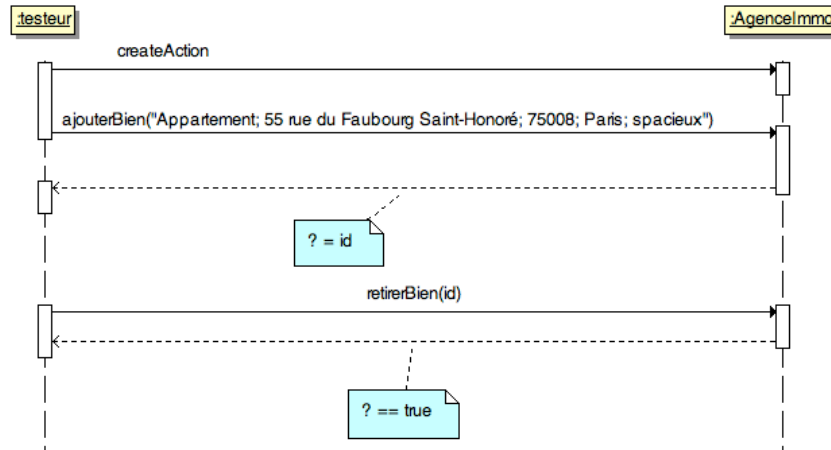 :testeur
:AgenceImmo
createAction
ajouterBien("Appartement; 55 rue du Faubourg Saint-Honoré; 75008; Paris; spacieux")
? = id
retirerBien(id)
? == true